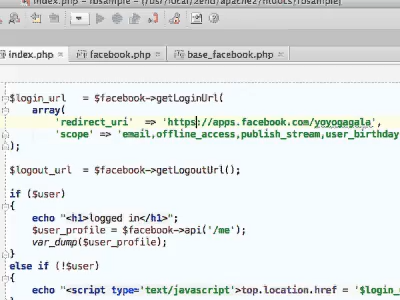 index.php - fbsample - [/usr/local/zend/apache2/htdocs/fbsample]
index.php facebook.php base_facebook.php
$login_url = $facebook->getLoginUrl(
array(
'redirect_uri' => 'https://apps.facebook.com/yoyogagala',
'scope' => 'email,offline_access,publish_stream,user_birthday
);
$logout_url = $facebook->getLogoutUrl();
if ($user)
{
echo "<h1>logged in</h1>";
$user_profile = $facebook->api('/me');
var_dump($user_profile);
}
else if (!$user)
{
echo "<script type='text/javascript'>top.location.href = '$login_